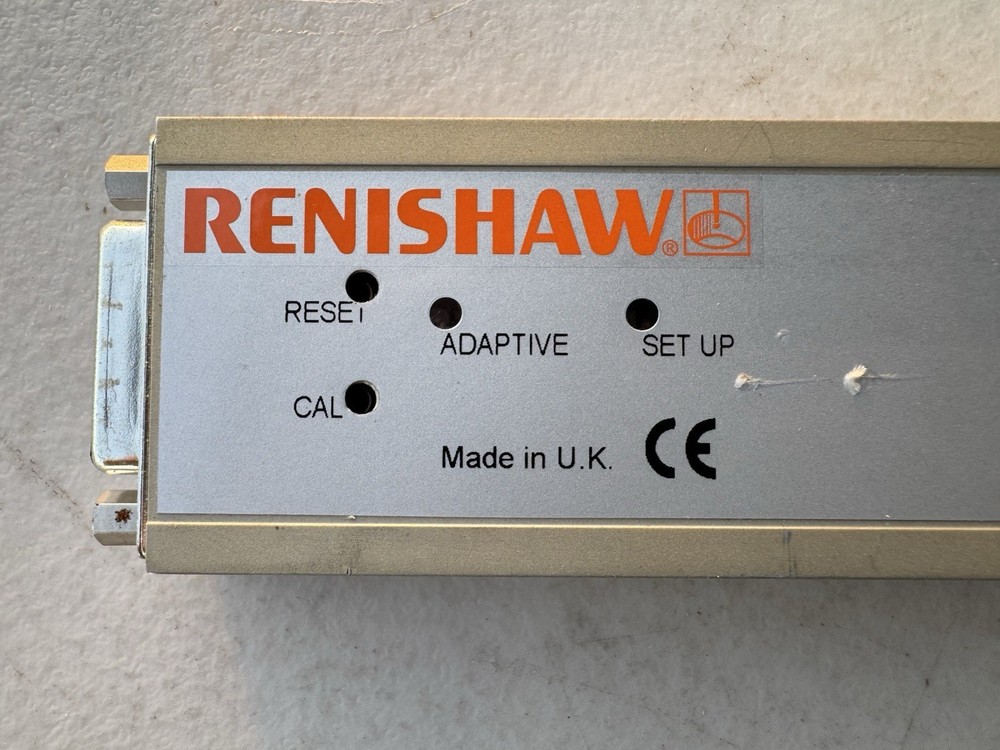 RENISHAW®
RESET
ADAPTIVE
SET UP
CAL
Made in U.K. CE